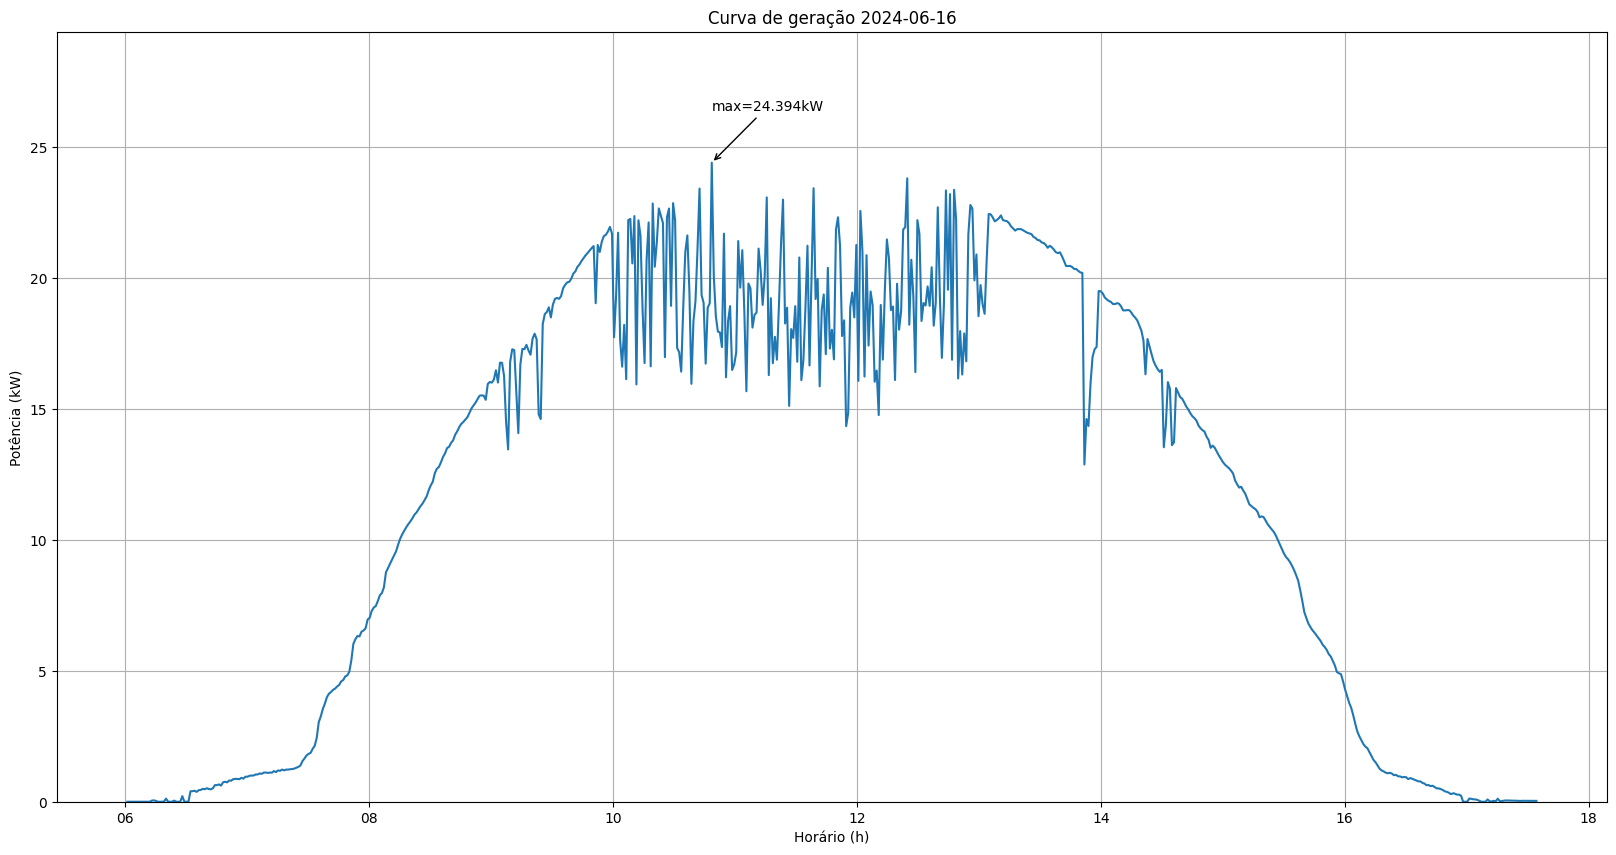 Curva de geração 2024-06-16
max=24.394kW
25
20
15
10
5
0
Potência (kW)
06 08 10 12 14 16 18
Horário (h)